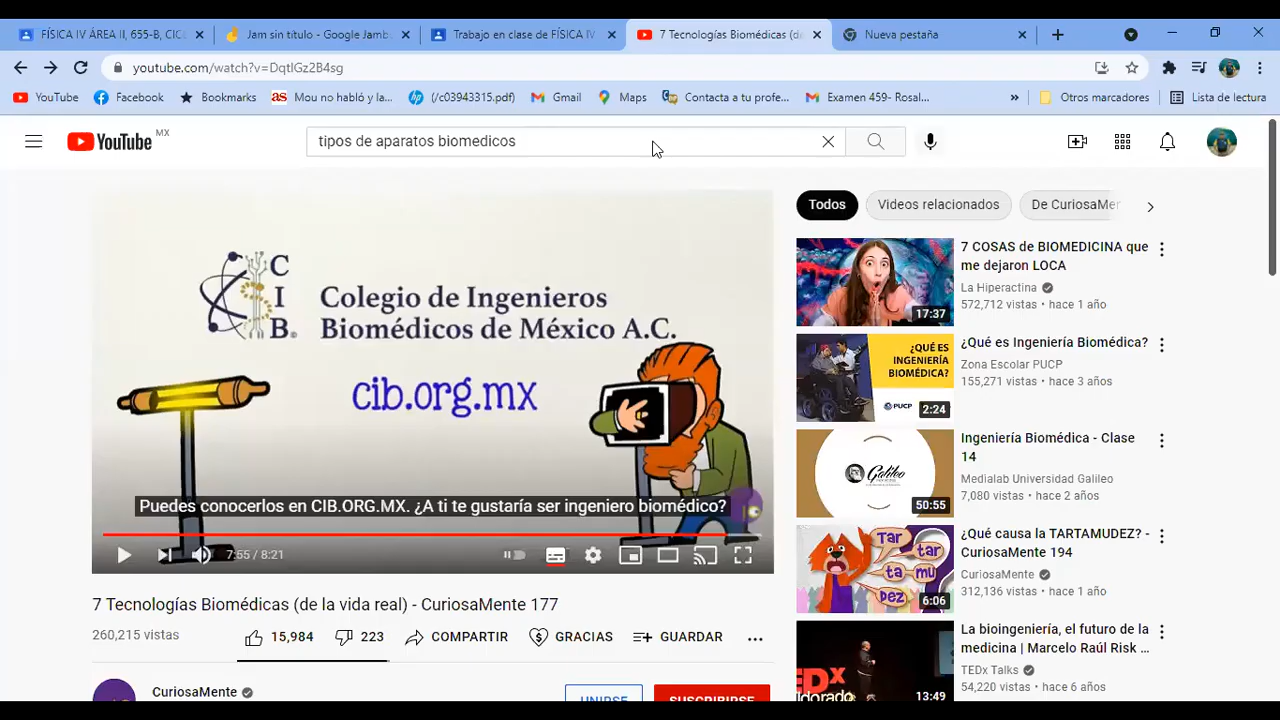 FÍSICA IV ÁREA II, 655-B, CICL
Jam sin título - Google Jamb
Trabajo en clase de FÍSICA IV
7 Tecnologías Biomédicas (de
Nueva pestaña
youtube.com/watch?v=DqtlGz2B4sg
YouTube
Facebook
Bookmarks
as Mou no habló y la...
hp (/c03943315.pdf)
Gmail
Maps
Contacta a tu profe...
Examen 459- Rosal...
»
Otros marcadores
Lista de lectura
YouTube MX
tipos de aparatos biomedicos
CIB®
Colegio de Ingenieros
Biomédicos de México A.C.
cib.org.mx
Puedes conocerlos en CIB.ORG.MX. ¿A ti te gustaría ser ingeniero biomédico?
7:55 / 8:21
7 Tecnologías Biomédicas (de la vida real) - CuriosaMente 177
260,215 vistas
15,984
223
COMPARTIR
GRACIAS
GUARDAR
CuriosaMente
UNIRSE
SUSCRIBIRSE
Todos
Videos relacionados
De CuriosaMer
17:37
7 COSAS de BIOMEDICINA que
me dejaron LOCA
La Hiperactina
572,712 vistas • hace 1 año
¿QUÉ ES
INGENIERÍA
BIOMÉDICA?
PUCP
2:24
¿Qué es Ingeniería Biomédica?
Zona Escolar PUCP
155,271 vistas • hace 3 años
Galileo
50:55
Ingeniería Biomédica - Clase
14
Medialab Universidad Galileo
7,080 vistas • hace 2 años
Tar
tar
ta
mu
Dez
6:06
¿Qué causa la TARTAMUDEZ? -
CuriosaMente 194
CuriosaMente
312,136 vistas • hace 1 año
EDx
ldorado
13:49
La bioingeniería, el futuro de la
medicina | Marcelo Raúl Risk ...
TEDx Talks
54,220 vistas • hace 6 años